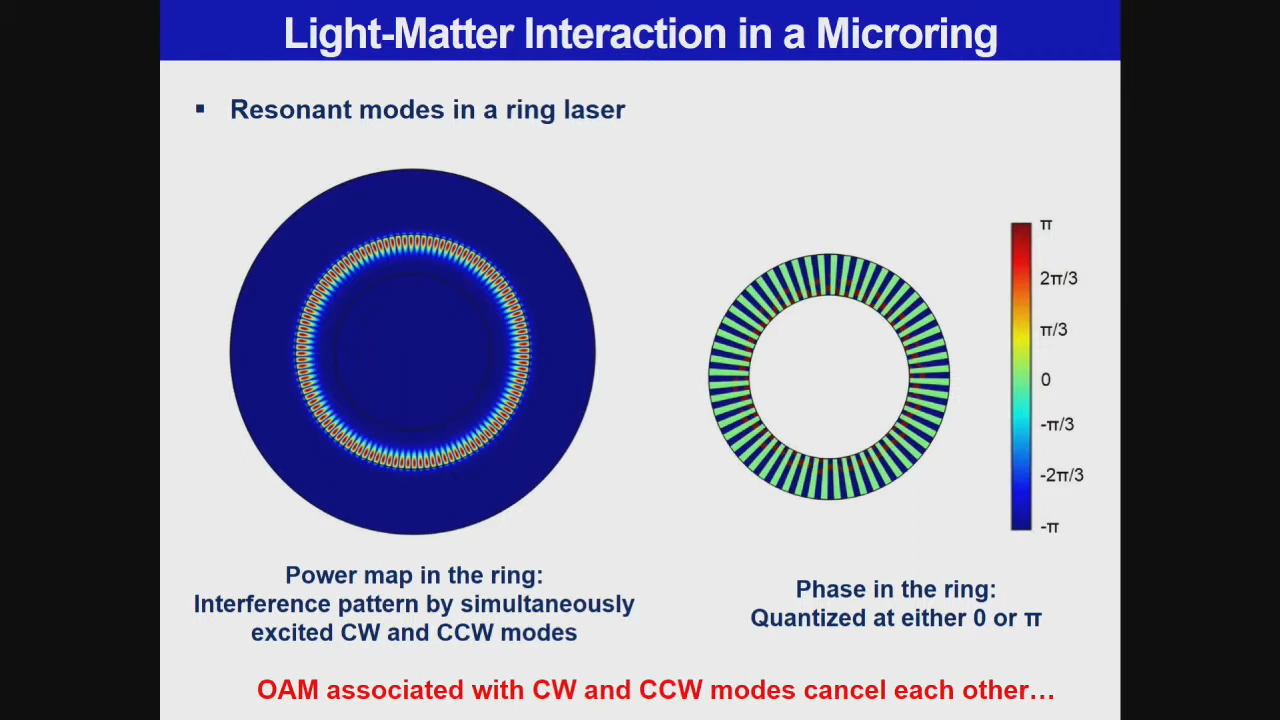 Light-Matter Interaction in a Microring
▪ Resonant modes in a ring laser
π
2π/3
π/3
0
-π/3
-2π/3
-π
Power map in the ring:
Interference pattern by simultaneously
excited CW and CCW modes
Phase in the ring:
Quantized at either 0 or π
OAM associated with CW and CCW modes cancel each other…